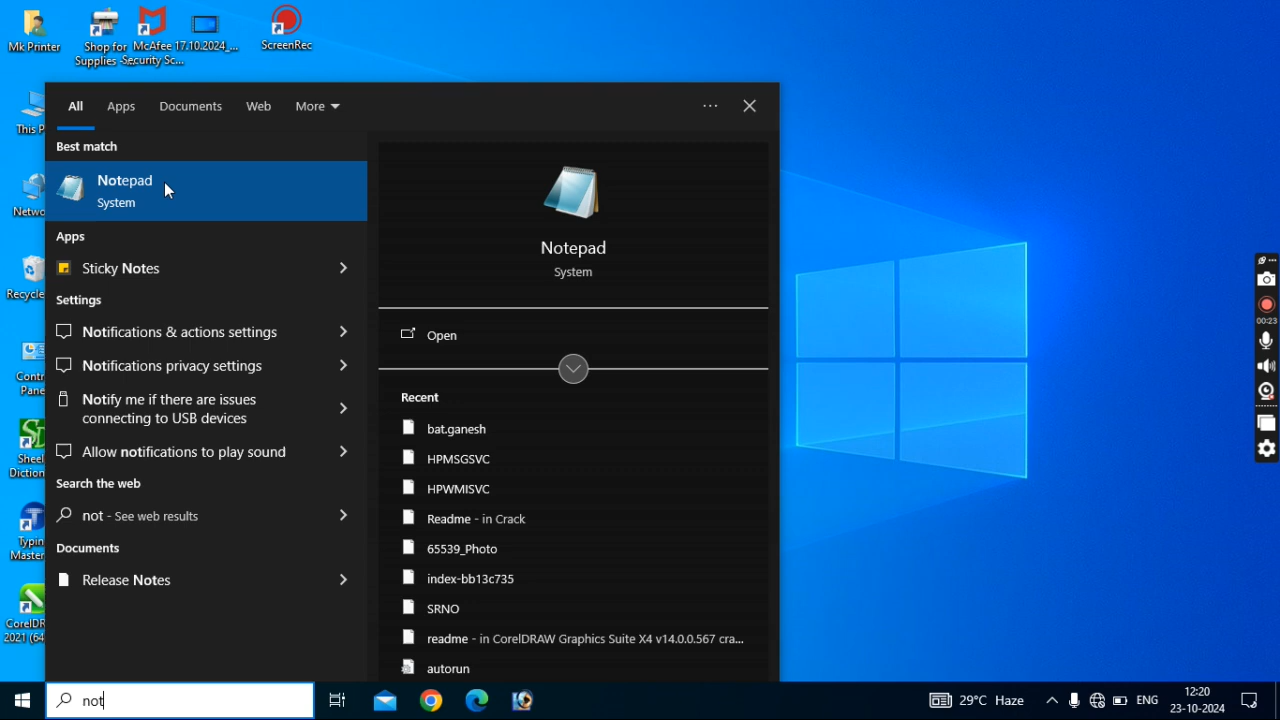 Mk Printer
Shop for
Supplies -...
McAfee
Security Sc...
17.10.2024_...
ScreenRec
This P
Netwo
Recycle
Contr
Pane
Sheel
Diction
Typin
Master
CorelDRA
2021 (64
All
Apps
Documents
Web
More
Best match
Notepad
System
Apps
Sticky Notes
Settings
Notifications & actions settings
Notifications privacy settings
Notify me if there are issues
connecting to USB devices
Allow notifications to play sound
Search the web
not - See web results
Documents
Release Notes
Notepad
System
Open
Recent
bat.ganesh
HPMSGSVC
HPWMISVC
Readme - in Crack
65539_Photo
index-bb13c735
SRNO
readme - in CorelDRAW Graphics Suite X4 v14.0.0.567 cra...
autorun
00:23
not
29°C Haze
ENG
12:20
23-10-2024